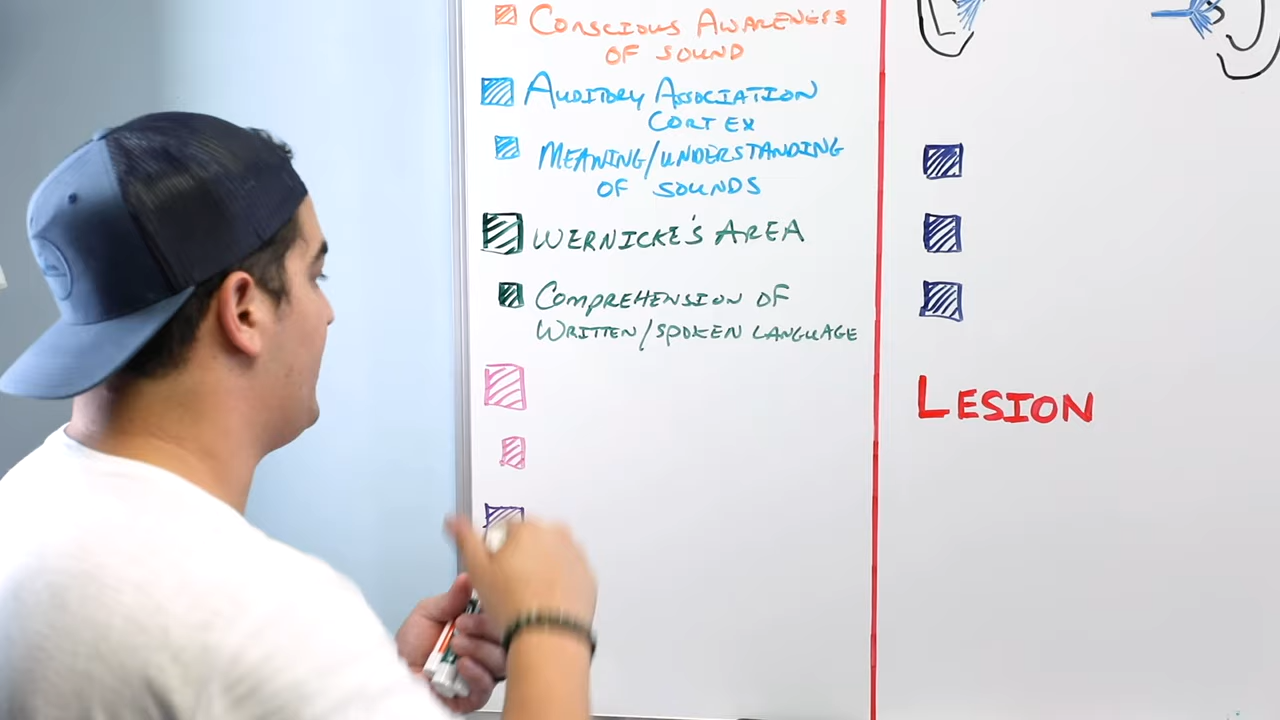 CONSCIOUS AWARENESS
OF SOUND
AUDITORY ASSOCIATION
CORTEX
MEANING/UNDERSTANDING
OF SOUNDS
WERNICKE'S AREA
COMPREHENSION OF
WRITTEN/SPOKEN LANGUAGE
LESION